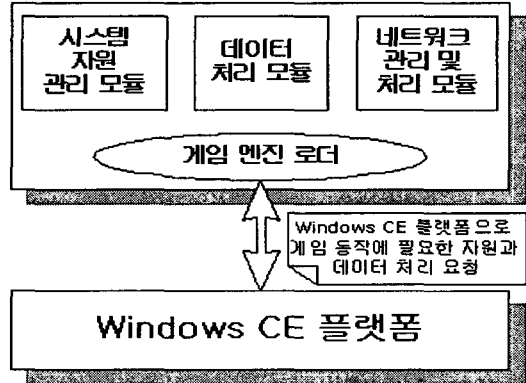 시스템
자원
관리 모듈
데이터
처리 모듈
네트워크
관리 및
처리 모듈
게임 엔진 로더
Windows CE 플랫폼으로
게임 동작에 필요한 자원과
데이터 처리 요청
Windows CE 플랫폼